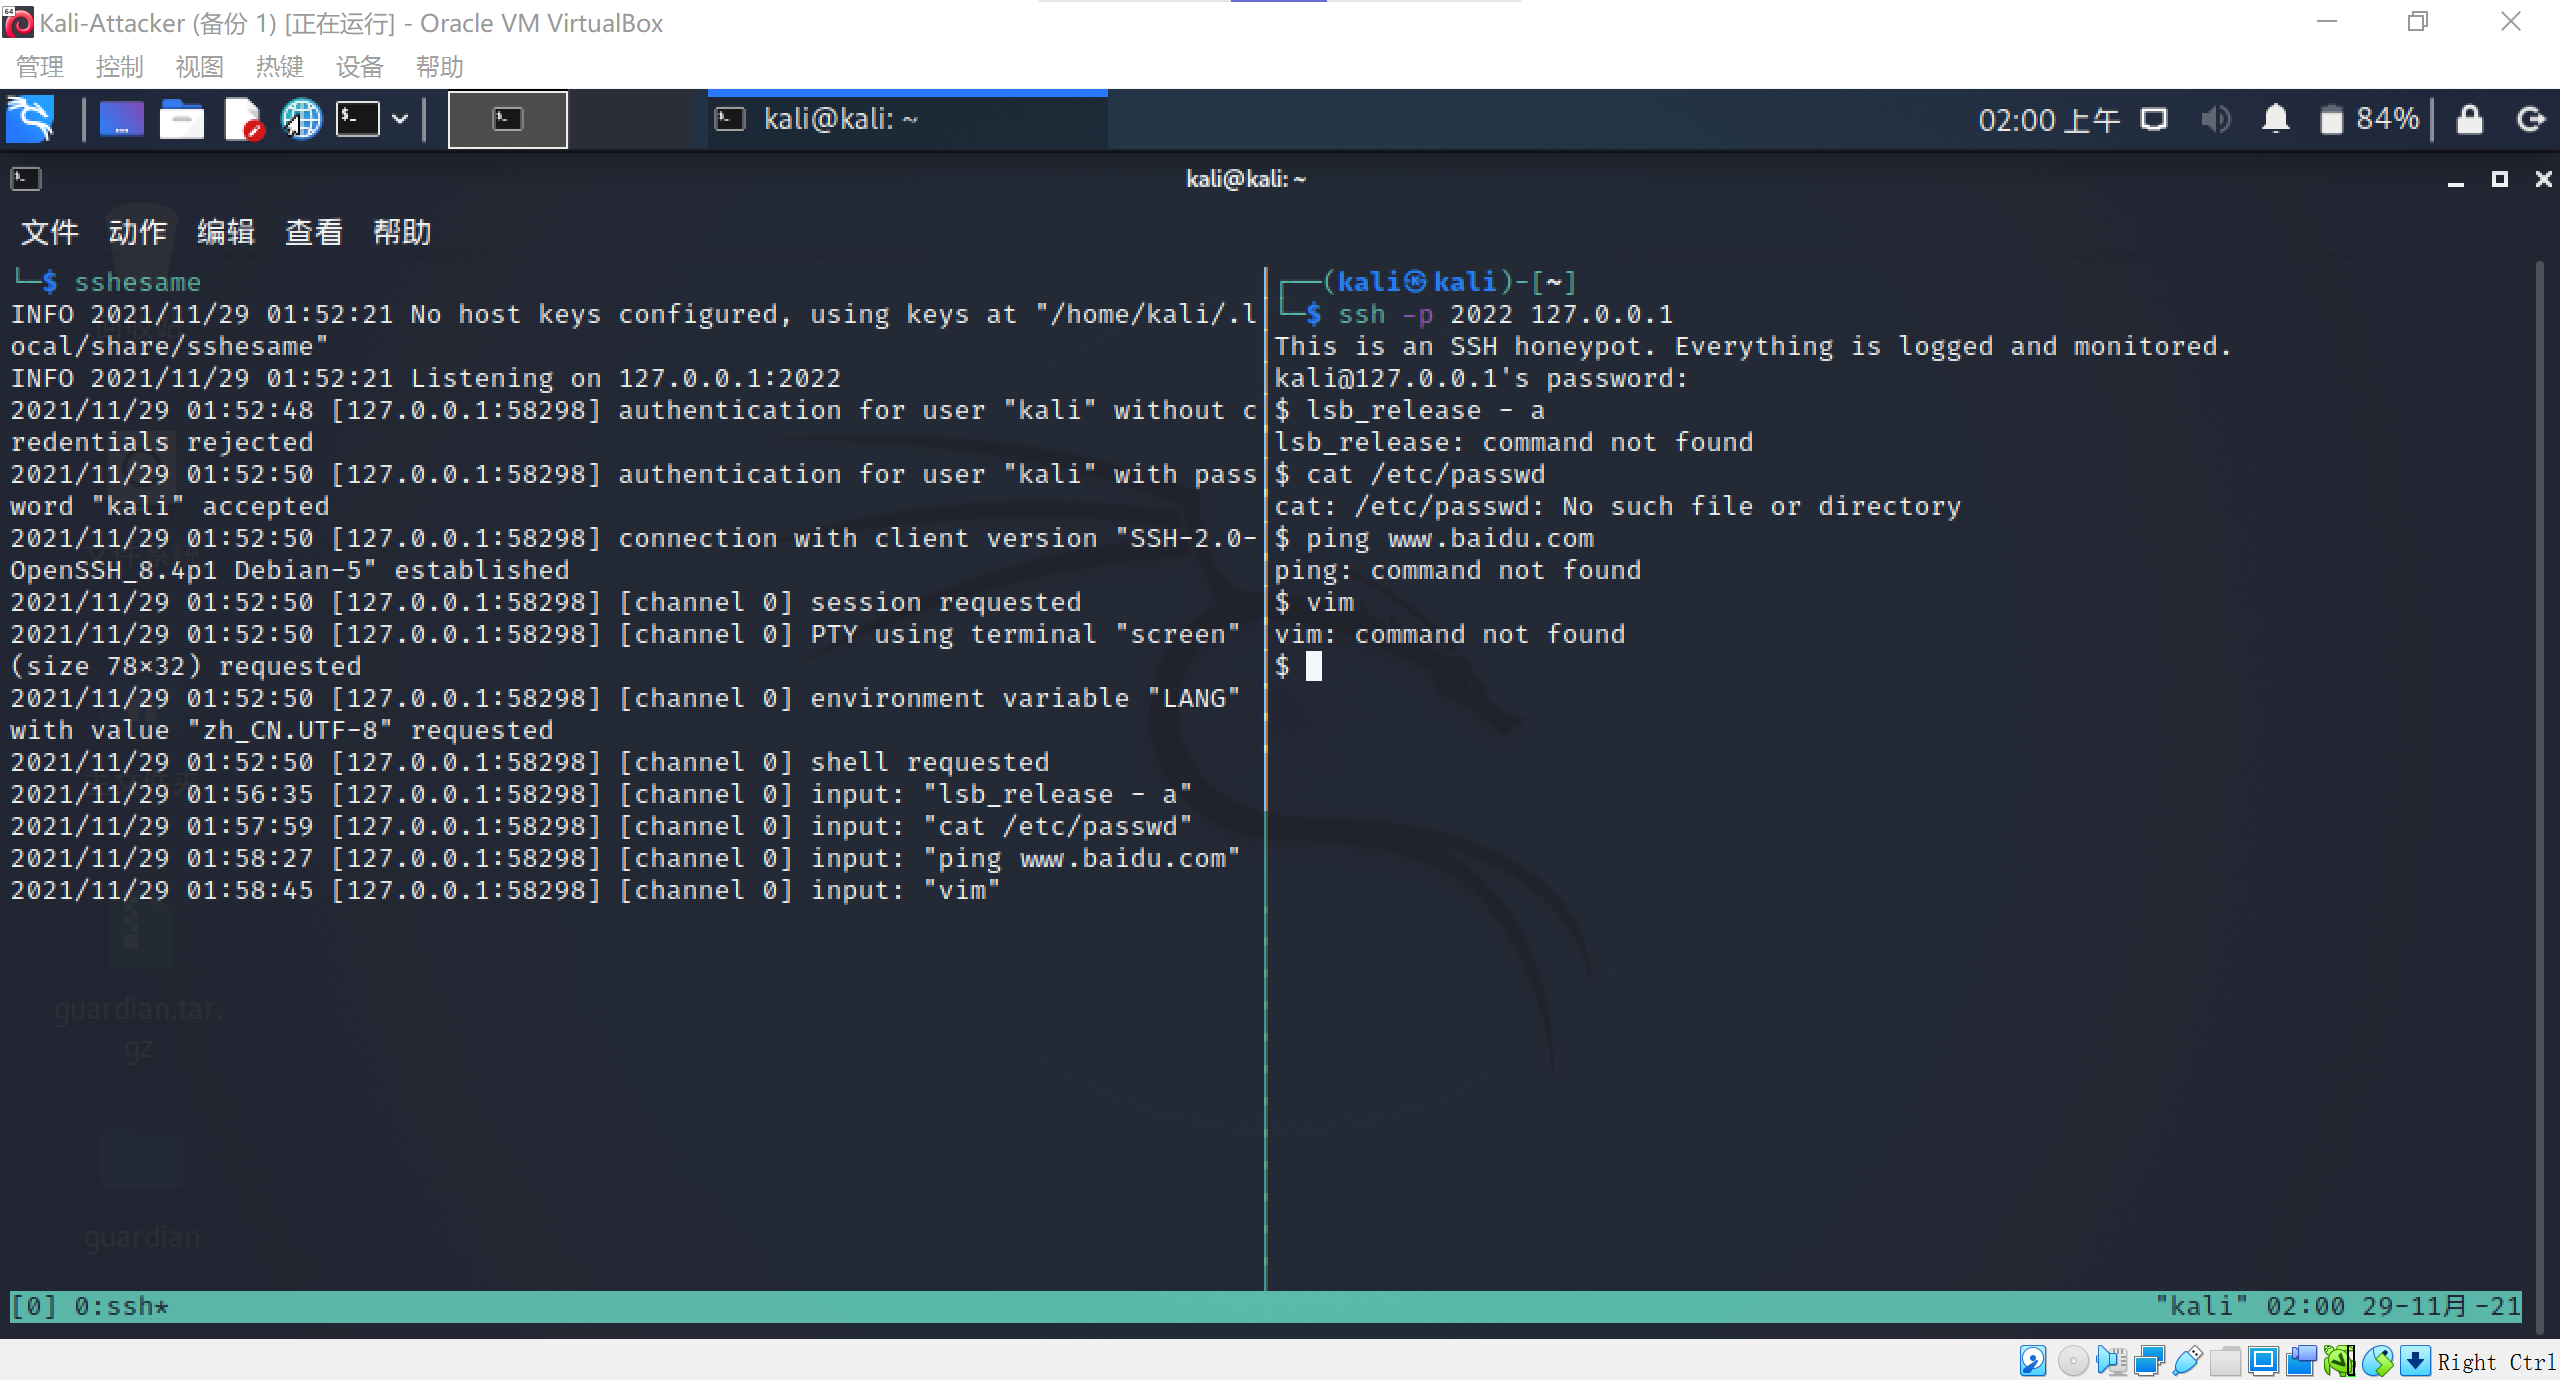 Kali-Attacker (备份 1) [正在运行] - Oracle VM VirtualBox
管理 控制 视图 热键 设备 帮助
kali@kali: ~
02:00 上午
84%
kali@kali: ~
文件 动作 编辑 查看 帮助
└─$ sshesame
INFO 2021/11/29 01:52:21 No host keys configured, using keys at "/home/kali/.l
ocal/share/sshesame"
INFO 2021/11/29 01:52:21 Listening on 127.0.0.1:2022
2021/11/29 01:52:48 [127.0.0.1:58298] authentication for user "kali" without c
redentials rejected
2021/11/29 01:52:50 [127.0.0.1:58298] authentication for user "kali" with pass
word "kali" accepted
2021/11/29 01:52:50 [127.0.0.1:58298] connection with client version "SSH-2.0-
OpenSSH_8.4p1 Debian-5" established
2021/11/29 01:52:50 [127.0.0.1:58298] [channel 0] session requested
2021/11/29 01:52:50 [127.0.0.1:58298] [channel 0] PTY using terminal "screen"
(size 78×32) requested
2021/11/29 01:52:50 [127.0.0.1:58298] [channel 0] environment variable "LANG"
with value "zh_CN.UTF-8" requested
2021/11/29 01:52:50 [127.0.0.1:58298] [channel 0] shell requested
2021/11/29 01:56:35 [127.0.0.1:58298] [channel 0] input: "lsb_release - a"
2021/11/29 01:57:59 [127.0.0.1:58298] [channel 0] input: "cat /etc/passwd"
2021/11/29 01:58:27 [127.0.0.1:58298] [channel 0] input: "ping www.baidu.com"
2021/11/29 01:58:45 [127.0.0.1:58298] [channel 0] input: "vim"
┌──(kali㉿kali)-[~]
└─$ ssh -p 2022 127.0.0.1
This is an SSH honeypot. Everything is logged and monitored.
kali@127.0.0.1's password:
$ lsb_release - a
lsb_release: command not found
$ cat /etc/passwd
cat: /etc/passwd: No such file or directory
$ ping www.baidu.com
ping: command not found
$ vim
vim: command not found
$
guardian.tar.
gz
guardian
[0] 0:ssh*
"kali" 02:00 29-11月-21
Right Ctrl